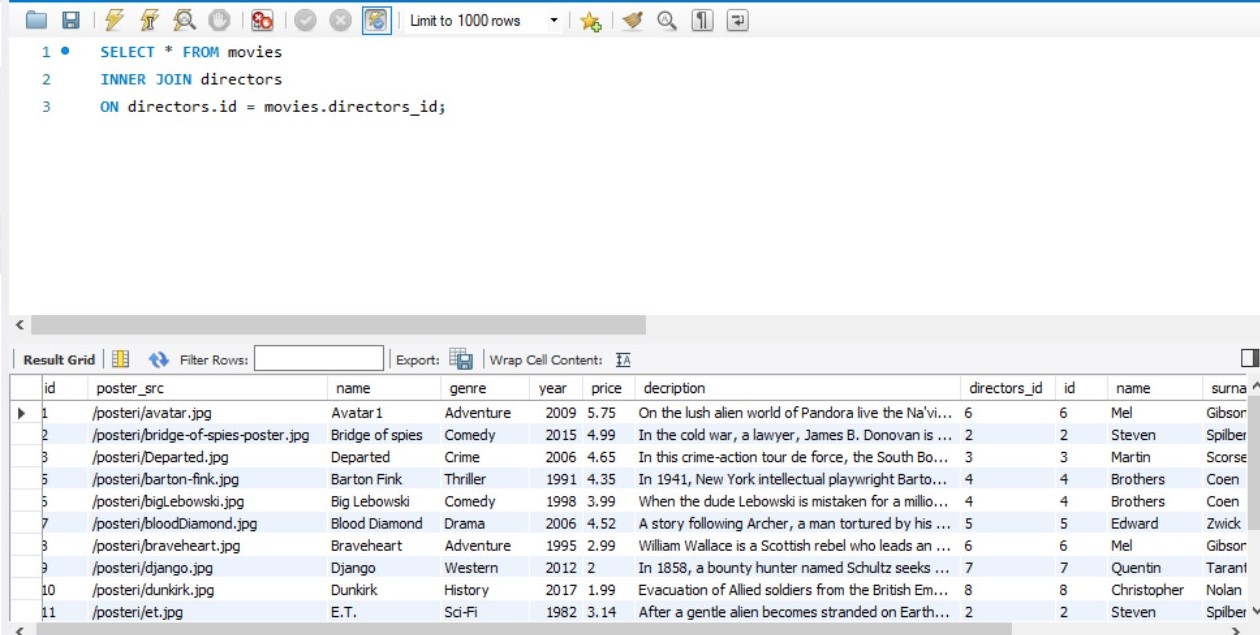 Limit to 1000 rows
1 SELECT * FROM movies
2 INNER JOIN directors
3 ON directors.id = movies.directors_id;
Result Grid Filter Rows: Export: Wrap Cell Content: IA
id poster_src name genre year price decription directors_id id name surna
1 /posteri/avatar.jpg Avatar1 Adventure 2009 5.75 On the lush alien world of Pandora live the Na'vi... 6 6 Mel Gibson
2 /posteri/bridge-of-spies-poster.jpg Bridge of spies Comedy 2015 4.99 In the cold war, a lawyer, James B. Donovan is ... 2 2 Steven Spilber
3 /posteri/Departed.jpg Departed Crime 2006 4.65 In this crime-action tour de force, the South Bo... 3 3 Martin Scorse
/posteri/barton-fink.jpg Barton Fink Thriller 1991 4.35 In 1941, New York intellectual playwright Barto... 4 4 Brothers Coen
/posteri/bigLebowski.jpg Big Lebowski Comedy 1998 3.99 When the dude Lebowski is mistaken for a millio... 4 4 Brothers Coen
7 /posteri/bloodDiamond.jpg Blood Diamond Drama 2006 4.52 A story following Archer, a man tortured by his ... 5 5 Edward Zwick
/posteri/braveheart.jpg Braveheart Adventure 1995 2.99 William Wallace is a Scottish rebel who leads an ... 6 6 Mel Gibson
9 /posteri/django.jpg Django Western 2012 2 In 1858, a bounty hunter named Schultz seeks ... 7 7 Quentin Tarant
10 /posteri/dunkirk.jpg Dunkirk History 2017 1.99 Evacuation of Allied soldiers from the British Em... 8 8 Christopher Nolan
11 /posteri/et.jpg E.T. Sci-Fi 1982 3.14 After a gentle alien becomes stranded on Earth... 2 2 Steven Spilber